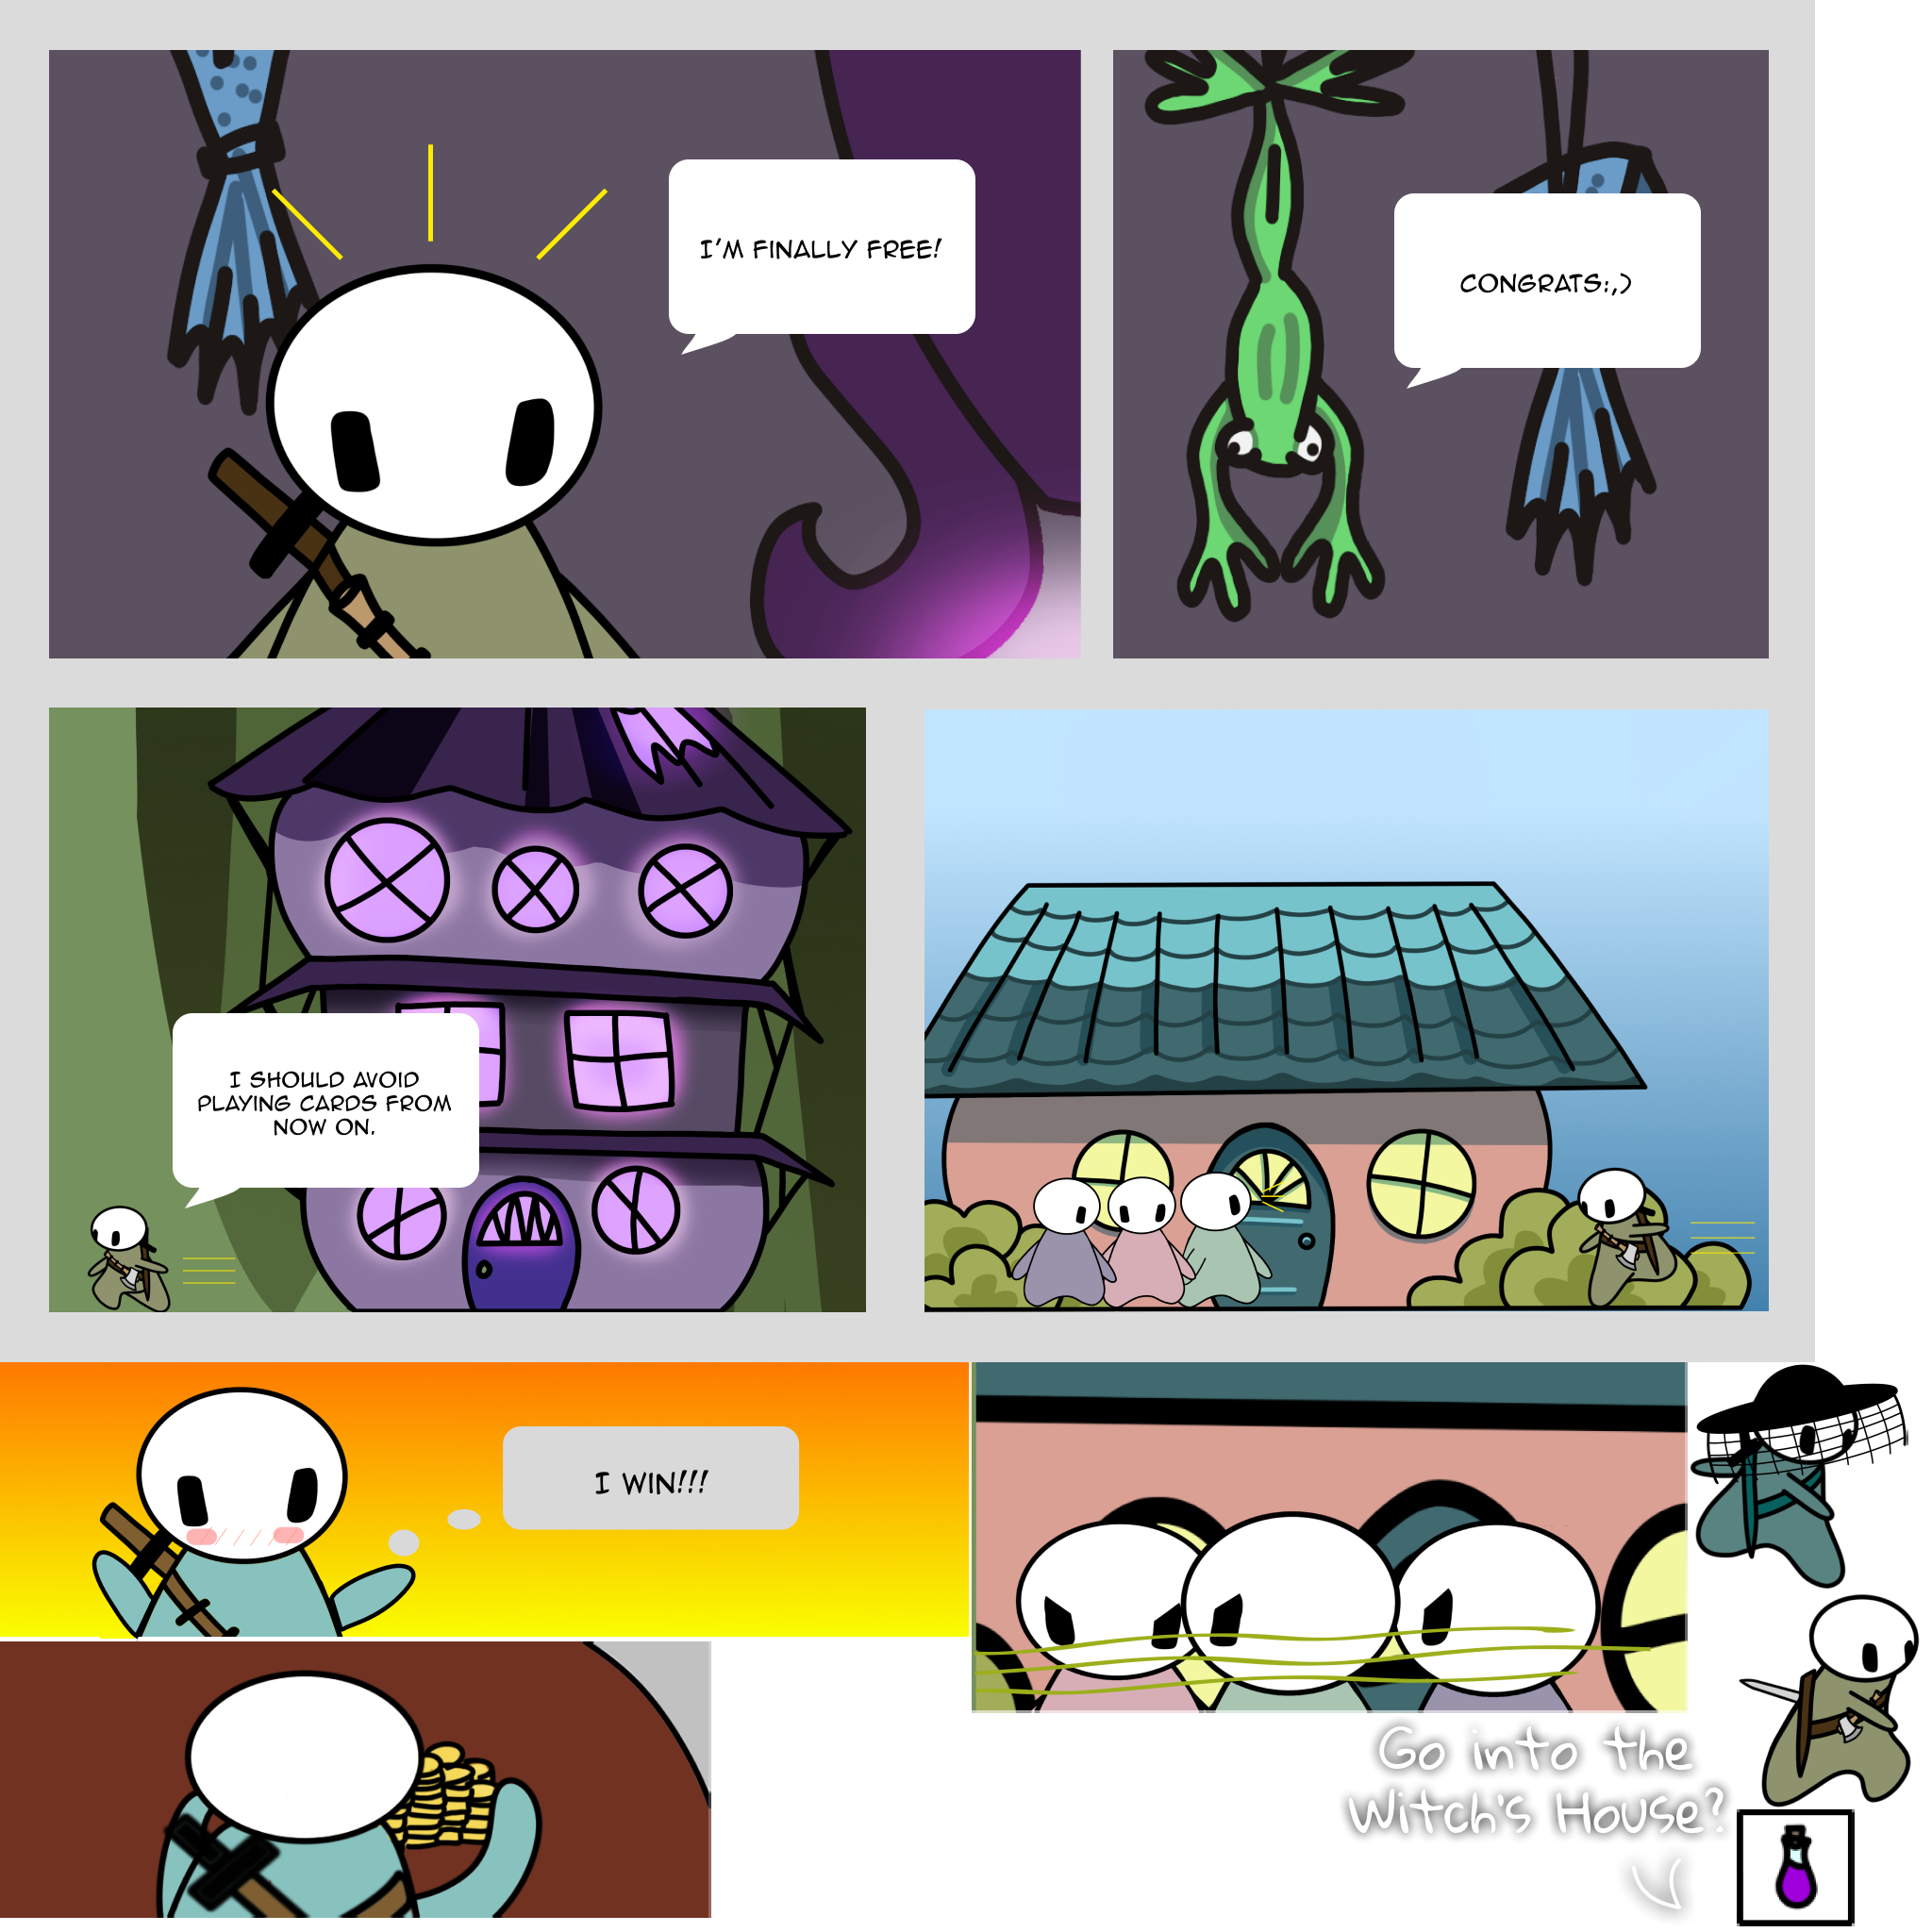 I'M FINALLY FREE!
CONGRATS:,)
I SHOULD AVOID
PLAYING CARDS FROM
NOW ON.
I WIN!!!
Go into the
Witch's House?